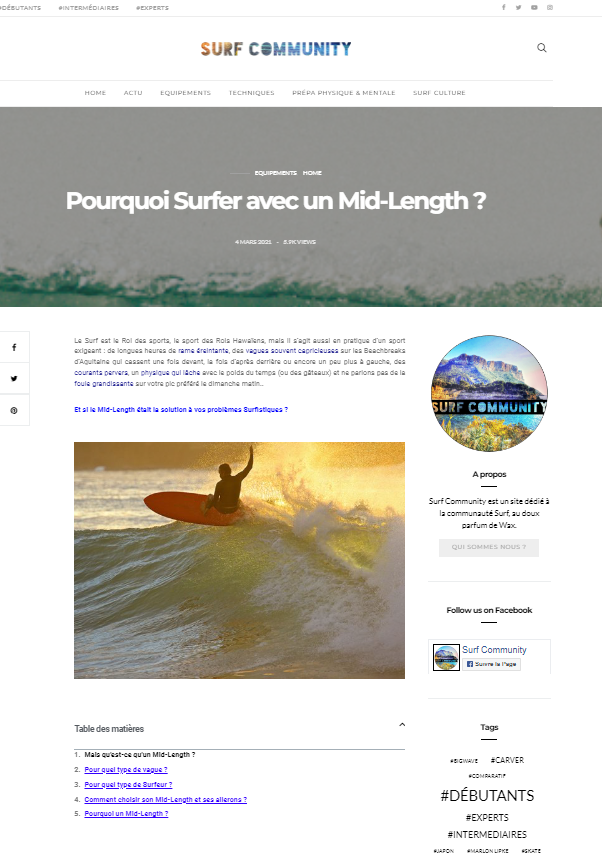 #DÉBUTANTS #INTERMÉDIAIRES #EXPERTS
SURF COMMUNITY
HOME ACTU EQUIPEMENTS TECHNIQUES PRÉPA PHYSIQUE & MENTALE SURF CULTURE
EQUIPEMENTS HOME
Pourquoi Surfer avec un Mid-Length ?
4 MARS 2021 - 8.9K VIEWS
Le Surf est le Roi des sports, le sport des Rois Hawaïens, mais il s'agit aussi en pratique d'un sport
exigeant : de longues heures de rame éreintante, des vagues souvent capricieuses sur les Beachbreaks
d'Aquitaine qui cassent une fois devant, le fois d'après derrière ou encore un peu plus à gauche, des
courants pervers, un physique qui lâche avec le poids du temps (ou des gâteaux) et ne parlons pas de la
foule grandissante sur votre pic préféré le dimanche matin..
Et si le Mid-Length était la solution à vos problèmes Surfistiques ?
Table des matières
1. Mais qu'est-ce qu'un Mid-Length ?
2. Pour quel type de vague ?
3. Pour quel type de Surfeur ?
4. Comment choisir son Mid-Length et ses ailerons ?
5. Pourquoi un Mid-Length ?
SURF COMMUNITY
A propos
Surf Community est un site dédié à
la communauté Surf, au doux
parfum de Wax.
QUI SOMMES NOUS ?
Follow us on Facebook
Surf Community
Suivre la Page
Tags
#BIGWAVE #CARVER
#COMPARATIF
#DÉBUTANTS
#EXPERTS
#INTERMEDIAIRES
#JAPON #MARLON LIPKE #SKATE